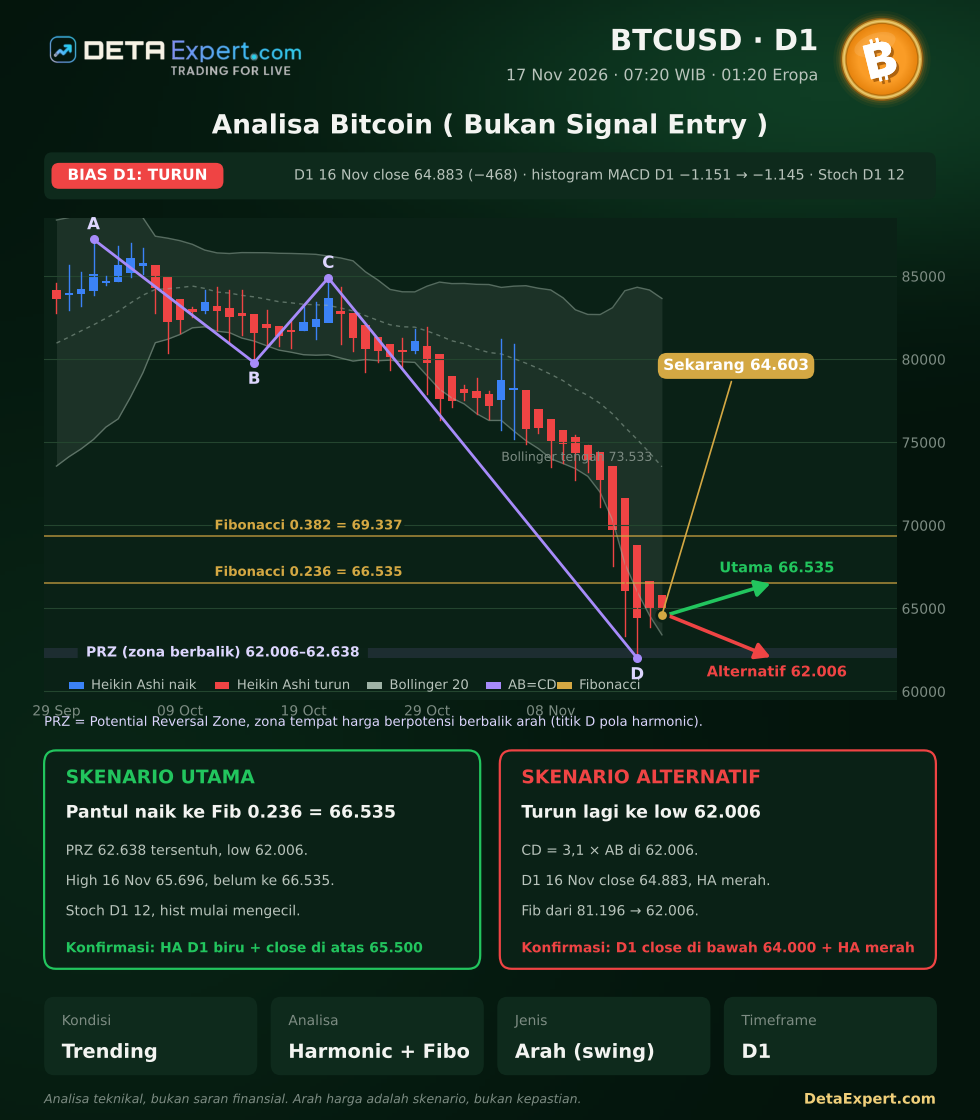 DETA Expert.com
TRADING FOR LIVE
BTCUSD · D1
17 Nov 2026 · 07:20 WIB · 01:20 Eropa
Analisa Bitcoin ( Bukan Signal Entry )
BIAS D1: TURUN
D1 16 Nov close 64.883 (−468) · histogram MACD D1 −1.151 → −1.145 · Stoch D1 12
A
C
B
D
85000
80000
75000
70000
65000
60000
Sekarang 64.603
Bollinger tengah 73.533
Fibonacci 0.382 = 69.337
Fibonacci 0.236 = 66.535
Utama 66.535
PRZ (zona berbalik) 62.006–62.638
Alternatif 62.006
Heikin Ashi naik
Heikin Ashi turun
Bollinger 20
AB=CD
Fibonacci
29 Sep
09 Oct
19 Oct
29 Oct
08 Nov
PRZ = Potential Reversal Zone, zona tempat harga berpotensi berbalik arah (titik D pola harmonic).
SKENARIO UTAMA
Pantul naik ke Fib 0.236 = 66.535
PRZ 62.638 tersentuh, low 62.006.
High 16 Nov 65.696, belum ke 66.535.
Stoch D1 12, hist mulai mengecil.
Konfirmasi: HA D1 biru + close di atas 65.500
SKENARIO ALTERNATIF
Turun lagi ke low 62.006
CD = 3,1 × AB di 62.006.
D1 16 Nov close 64.883, HA merah.
Fib dari 81.196 → 62.006.
Konfirmasi: D1 close di bawah 64.000 + HA merah
Kondisi
Trending
Analisa
Harmonic + Fibo
Jenis
Arah (swing)
Timeframe
D1
Analisa teknikal, bukan saran finansial. Arah harga adalah skenario, bukan kepastian.
DetaExpert.com